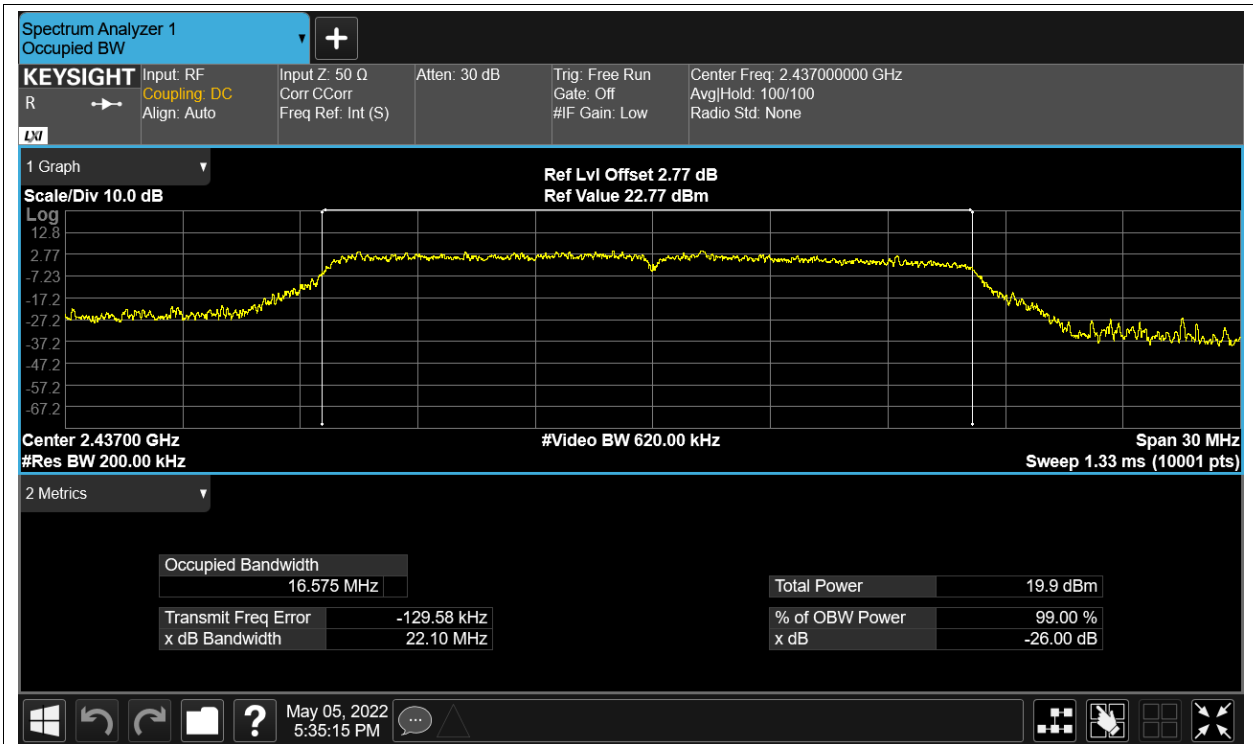 Spectrum Analyzer 1
Occupied BW
KEYSIGHT
R
LXI
Input: RF
Coupling: DC
Align: Auto
Input Z: 50 Ω
Corr CCorr
Freq Ref: Int (S)
Atten: 30 dB
Trig: Free Run
Gate: Off
#IF Gain: Low
Center Freq: 2.437000000 GHz
Avg|Hold: 100/100
Radio Std: None
1 Graph
Scale/Div 10.0 dB
Ref Lvl Offset 2.77 dB
Ref Value 22.77 dBm
Log
12.8
2.77
-7.23
-17.2
-27.2
-37.2
-47.2
-57.2
-67.2
Center 2.43700 GHz
#Res BW 200.00 kHz
#Video BW 620.00 kHz
Span 30 MHz
Sweep 1.33 ms (10001 pts)
2 Metrics
Occupied Bandwidth
16.575 MHz
Transmit Freq Error -129.58 kHz
x dB Bandwidth 22.10 MHz
Total Power 19.9 dBm
% of OBW Power 99.00 %
x dB -26.00 dB
?
May 05, 2022
5:35:15 PM